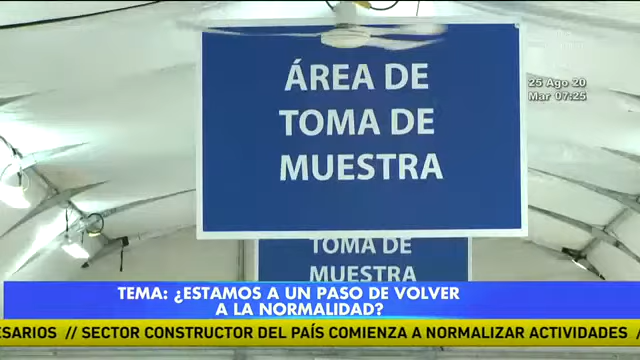 ÁREA DE
TOMA DE
MUESTRA
25 Ago 20
Mar 07:25
TOMA DE
MUESTRA
TEMA: ¿ESTAMOS A UN PASO DE VOLVER
A LA NORMALIDAD?
ESARIOS // SECTOR CONSTRUCTOR DEL PAÍS COMIENZA A NORMALIZAR ACTIVIDADES //